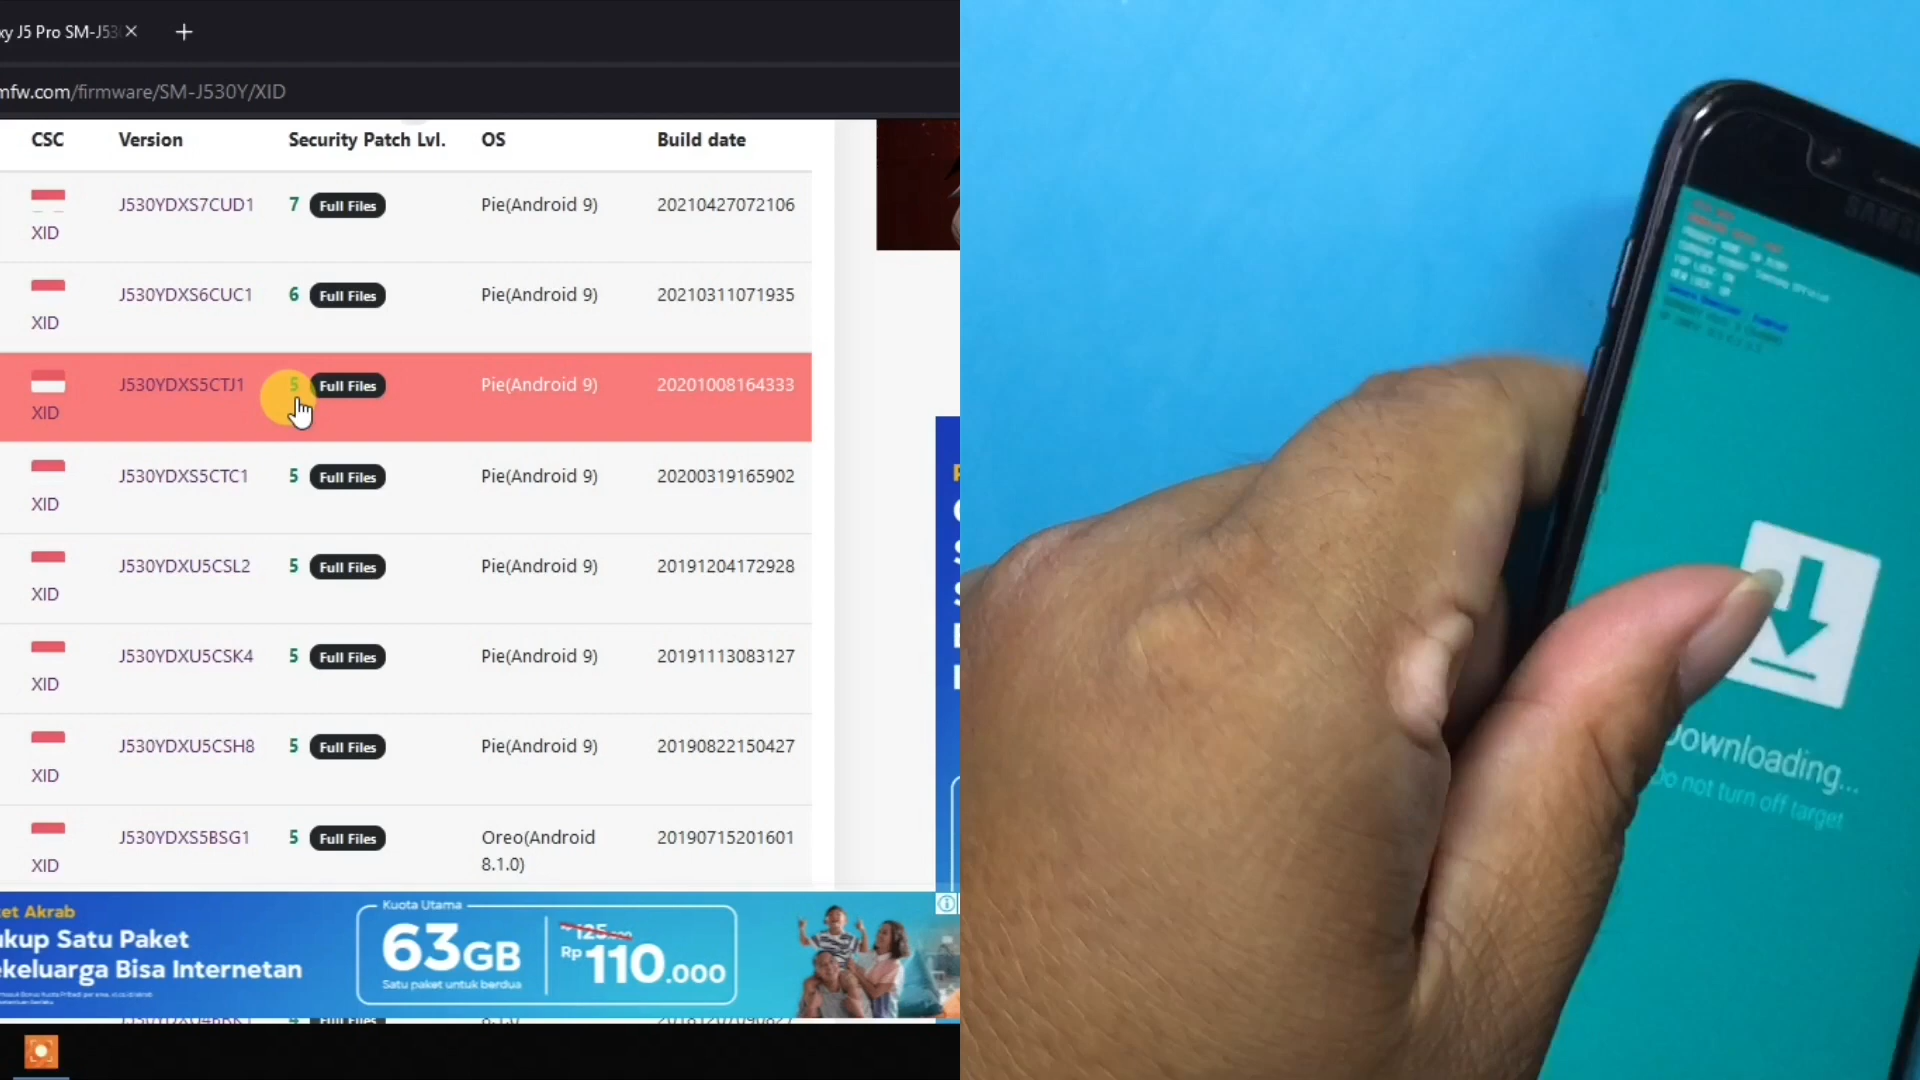 xy J5 Pro SM-J53
mfw.com/firmware/SM-J530Y/XID
CSC Version Security Patch Lvl. OS Build date
XID J530YDXS7CUD1 7 Full Files Pie(Android 9) 20210427072106
XID J530YDXS6CUC1 6 Full Files Pie(Android 9) 20210311071935
XID J530YDXS5CTJ1 5 Full Files Pie(Android 9) 20201008164333
XID J530YDXS5CTC1 5 Full Files Pie(Android 9) 20200319165902
XID J530YDXU5CSL2 5 Full Files Pie(Android 9) 20191204172928
XID J530YDXU5CSK4 5 Full Files Pie(Android 9) 20191113083127
XID J530YDXU5CSH8 5 Full Files Pie(Android 9) 20190822150427
XID J530YDXS5BSG1 5 Full Files Oreo(Android 8.1.0) 20190715201601
et Akrab
ukup Satu Paket
ekeluarga Bisa Internetan
Kuota Utama
63GB
Satu paket untuk berdua
Rp 110.000
SAMS
Downloading...
Do not turn off target